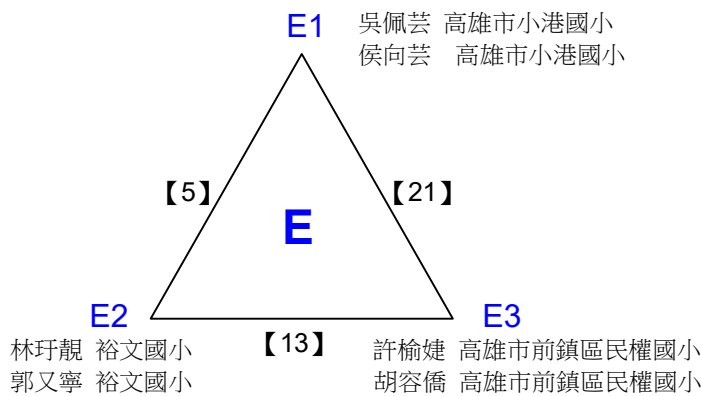 E1
吳佩芸 高雄市小港國小
侯向芸 高雄市小港國小
【5】
【21】
E
E2
E3
【13】
林玗靚 裕文國小
郭又寧 裕文國小
許榆婕 高雄市前鎮區民權國小
胡容僑 高雄市前鎮區民權國小